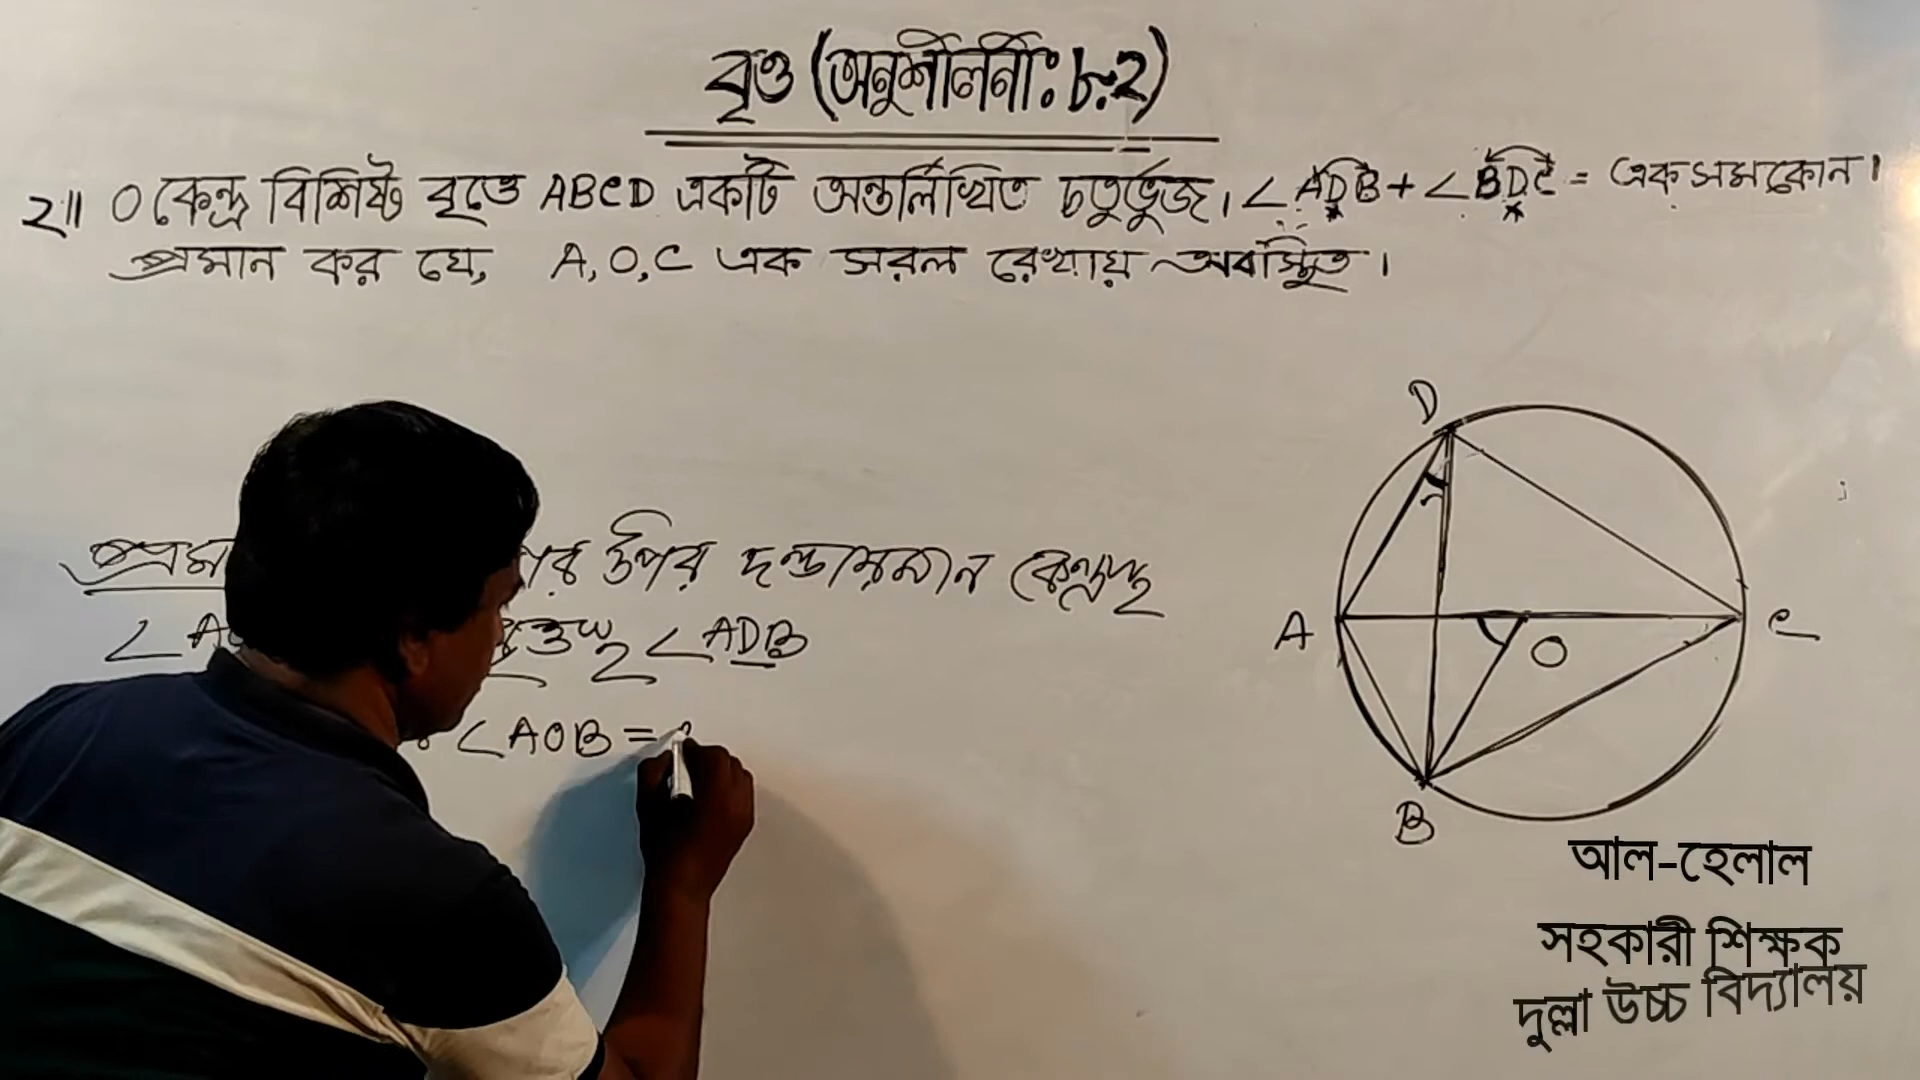 বৃত্ত (অনুশীলনী: ৮.২)
২॥ O কেন্দ্র বিশিষ্ট বৃত্তে ABCD একটি অন্তর্লিখিত চতুর্ভুজ। ∠ADB + ∠BDC = এক সমকোন।
প্রমান কর যে, A, O, C এক সরল রেখায় অবস্থিত।
উপর দন্ডায়মান কেন্দ্রস্থ
∠ADB
∠AOB =
D
A
O
C
B
আল-হেলাল
সহকারী শিক্ষক
দুল্লা উচ্চ বিদ্যালয়